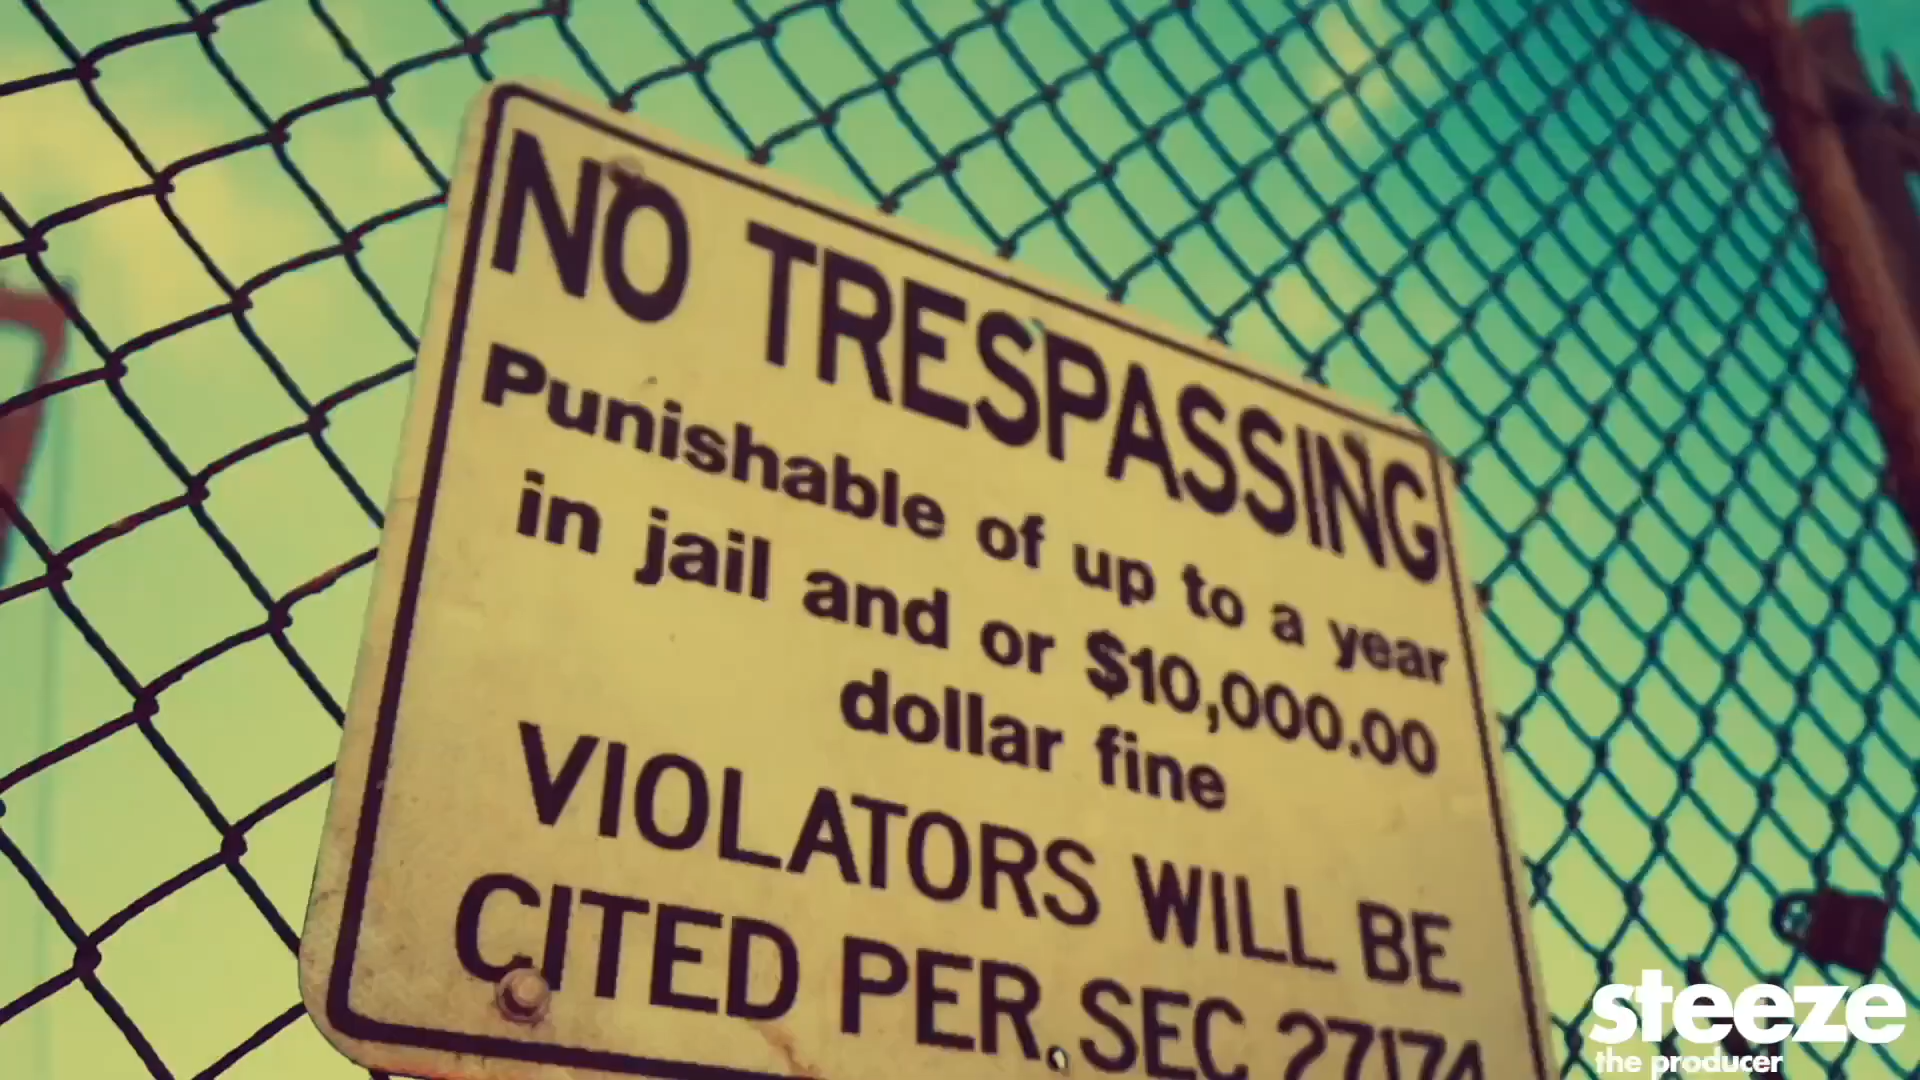 NO TRESPASSING
Punishable of up to a year
in jail and or $10,000.00
dollar fine
VIOLATORS WILL BE
CITED PER. SEC
steeze
the producer